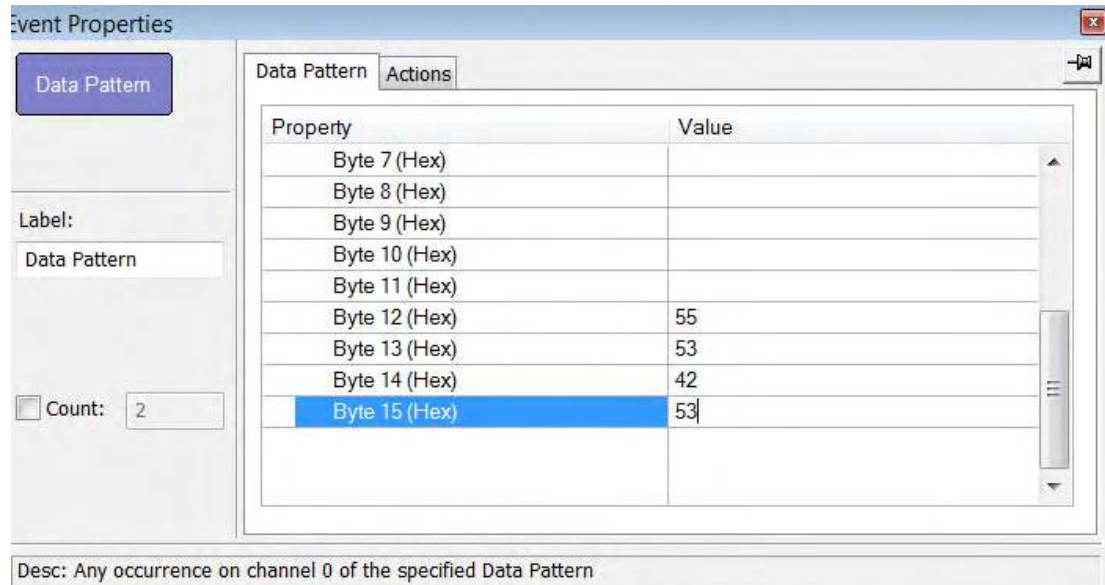 Event Properties
Data Pattern
Label:
Data Pattern
Count: 2
Data Pattern Actions
Property Value
Byte 7 (Hex)
Byte 8 (Hex)
Byte 9 (Hex)
Byte 10 (Hex)
Byte 11 (Hex)
Byte 12 (Hex) 55
Byte 13 (Hex) 53
Byte 14 (Hex) 42
Byte 15 (Hex) 53
Desc: Any occurrence on channel 0 of the specified Data Pattern